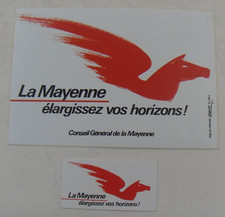 La Mayenne
élargissez vos horizons!
Conseil Général de la Mayenne
La Mayenne
élargissez vos horizons!